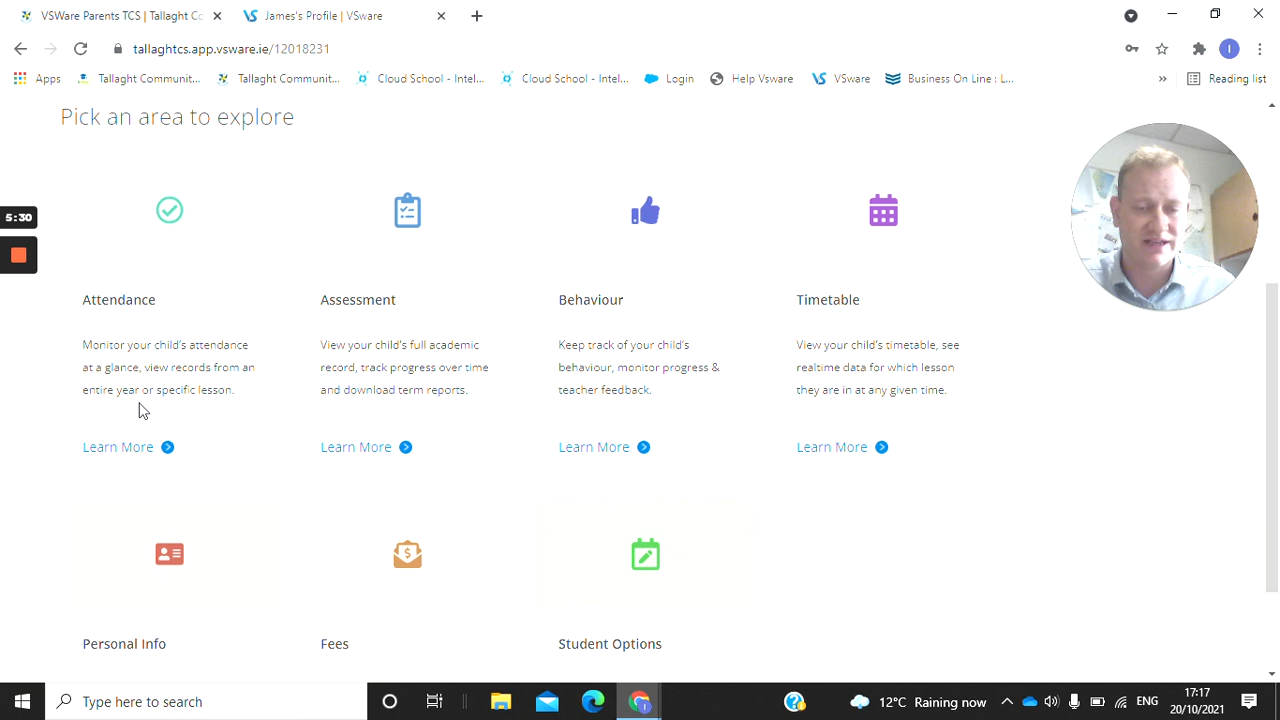 VSWare Parents TCS | Tallaght Co
James's Profile | VSware
tallaghtcs.app.vsware.ie/12018231
I
Apps
Tallaght Communit...
Tallaght Communit...
Cloud School - Intel...
Cloud School - Intel...
Login
Help Vsware
VSware
Business On Line : L...
»
Reading list
Pick an area to explore
5:30
Attendance
Monitor your child's attendance
at a glance, view records from an
entire year or specific lesson.
Learn More
Assessment
View your child's full academic
record, track progress over time
and download term reports.
Learn More
Behaviour
Keep track of your child's
behaviour, monitor progress &
teacher feedback.
Learn More
Timetable
View your child's timetable, see
realtime data for which lesson
they are in at any given time.
Learn More
Personal Info
Fees
Student Options
Type here to search
12°C Raining now
ENG
17:17
20/10/2021